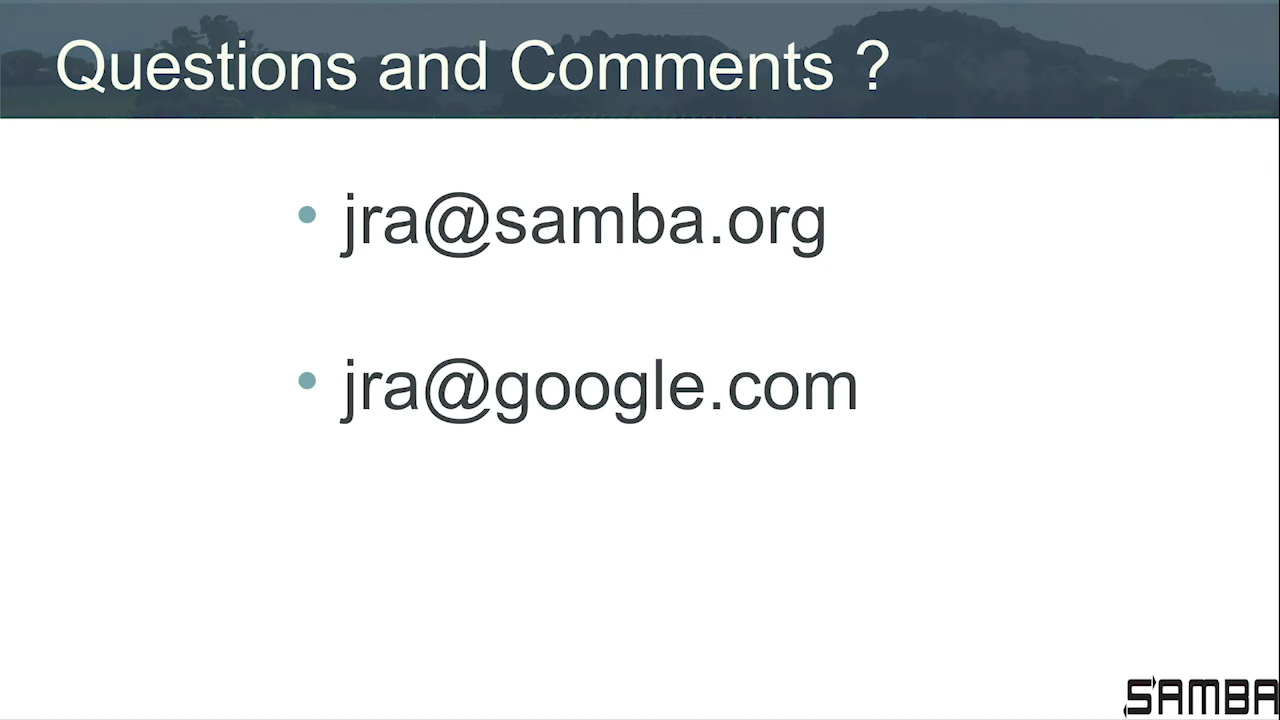 Questions and Comments ?
• jra@samba.org
• jra@google.com
SAMBA